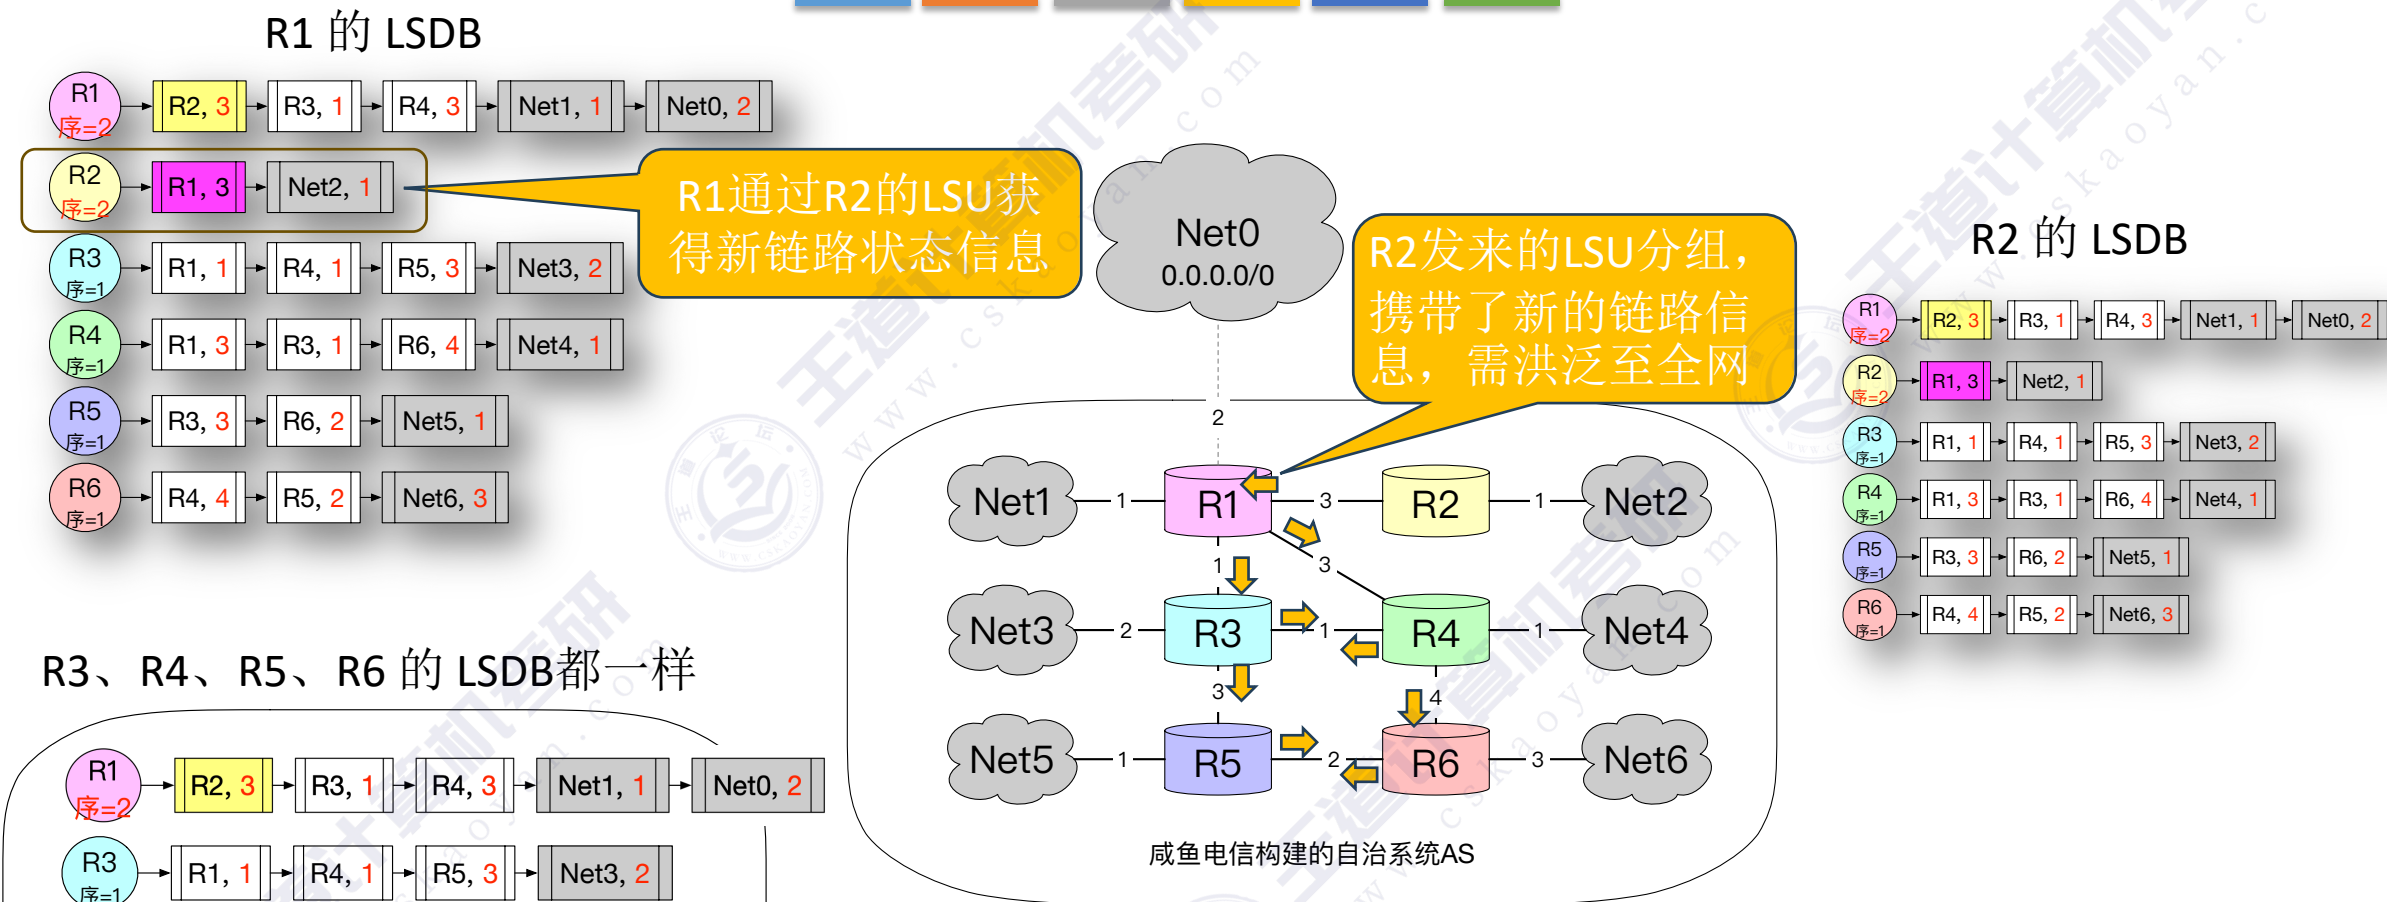 R1 的 LSDB
R1 序=2 R2, 3 R3, 1 R4, 3 Net1, 1 Net0, 2
R2 序=2 R1, 3 Net2, 1
R3 序=1 R1, 1 R4, 1 R5, 3 Net3, 2
R4 序=1 R1, 3 R3, 1 R6, 4 Net4, 1
R5 序=1 R3, 3 R6, 2 Net5, 1
R6 序=1 R4, 4 R5, 2 Net6, 3
R1通过R2的LSU获
得新链路状态信息
Net0
0.0.0.0/0
R2发来的LSU分组，
携带了新的链路信
息，需洪泛至全网
2
Net1 1 R1 3 R2 1 Net2
1 3
Net3 2 R3 1 R4 1 Net4
3 4
Net5 1 R5 2 R6 3 Net6
咸鱼电信构建的自治系统AS
R2 的 LSDB
R1 序=2 R2, 3 R3, 1 R4, 3 Net1, 1 Net0, 2
R2 序=2 R1, 3 Net2, 1
R3 序=1 R1, 1 R4, 1 R5, 3 Net3, 2
R4 序=1 R1, 3 R3, 1 R6, 4 Net4, 1
R5 序=1 R3, 3 R6, 2 Net5, 1
R6 序=1 R4, 4 R5, 2 Net6, 3
R3、R4、R5、R6 的 LSDB都一样
R1 序=2 R2, 3 R3, 1 R4, 3 Net1, 1 Net0, 2
R3 序=1 R1, 1 R4, 1 R5, 3 Net3, 2
王道计算机考研
www.cskaoyan.com